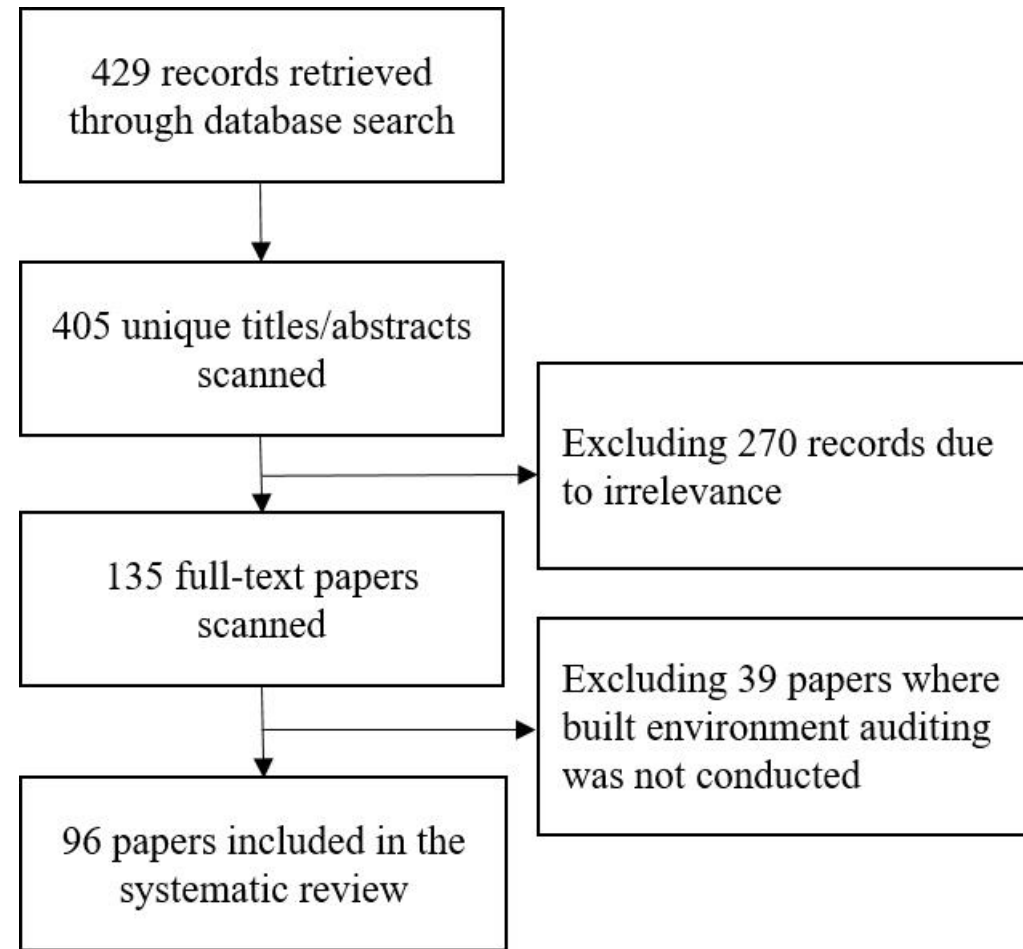 429 records retrieved
through database search
405 unique titles/abstracts
scanned
Excluding 270 records due
to irrelevance
135 full-text papers
scanned
Excluding 39 papers where
built environment auditing
was not conducted
96 papers included in the
systematic review